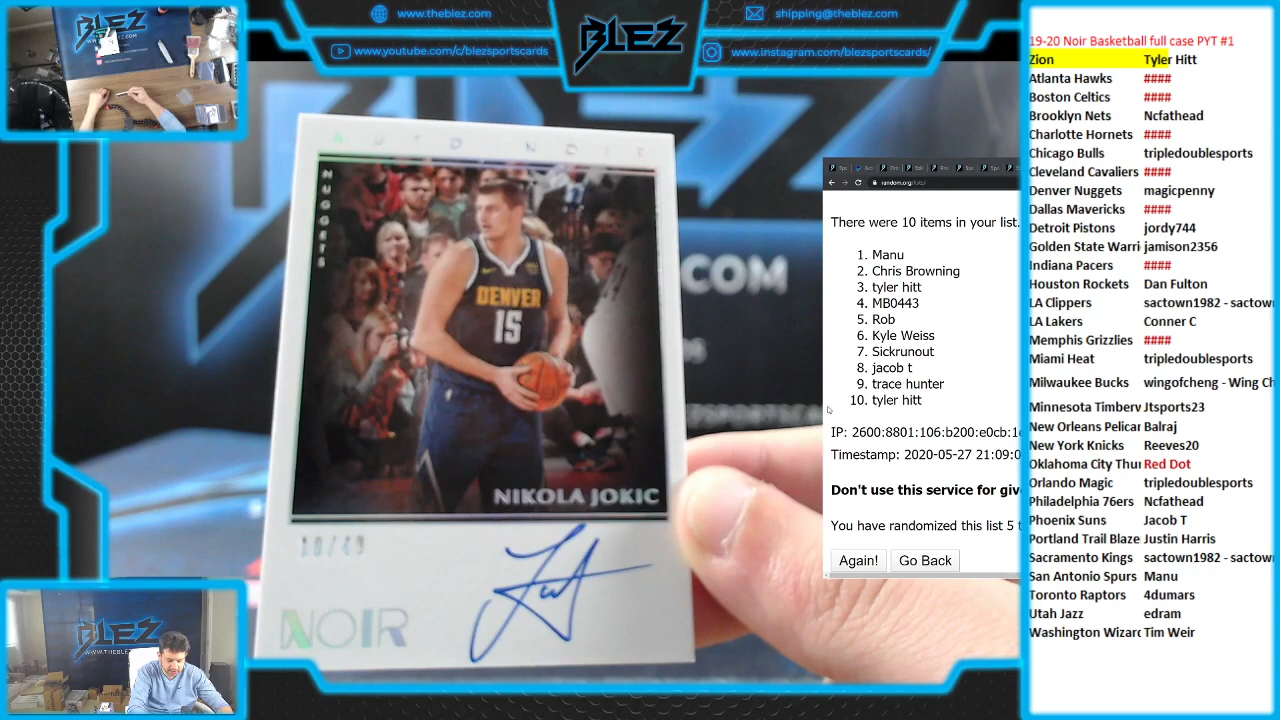 www.theblez.com
shipping@theblez.com
www.youtube.com/c/blezsportscards
www.instagram.com/blezsportscards/
BLEZ
19-20 Noir Basketball full case PYT #1
Zion Tyler Hitt
Atlanta Hawks ####
Boston Celtics ####
Brooklyn Nets Ncfathead
Charlotte Hornets ####
Chicago Bulls tripledoublesports
Cleveland Cavaliers ####
Denver Nuggets magicpenny
Dallas Mavericks ####
Detroit Pistons jordy744
Golden State Warri jamison2356
Indiana Pacers ####
Houston Rockets Dan Fulton
LA Clippers sactown1982 - sactow
LA Lakers Conner C
Memphis Grizzlies ####
Miami Heat tripledoublesports
Milwaukee Bucks wingofcheng - Wing Ch
Minnesota Timberv Jtsports23
New Orleans Pelicar Balraj
New York Knicks Reeves20
Oklahoma City Thu Red Dot
Orlando Magic tripledoublesports
Philadelphia 76ers Ncfathead
Phoenix Suns Jacob T
Portland Trail Blaze Justin Harris
Sacramento Kings sactown1982 - sactow
San Antonio Spurs Manu
Toronto Raptors 4dumars
Utah Jazz edram
Washington Wizard Tim Weir
random.org/lists/
There were 10 items in your list.
1. Manu
2. Chris Browning
3. tyler hitt
4. MB0443
5. Rob
6. Kyle Weiss
7. Sickrunout
8. jacob t
9. trace hunter
10. tyler hitt
IP: 2600:8801:106:b200:e0cb:1
Timestamp: 2020-05-27 21:09:0
Don't use this service for giv
You have randomized this list 5 t
Again! Go Back
AUTO NOIR
NUGGETS
DENVER
15
NIKOLA JOKIC
NOIR
.COM
BLEZ